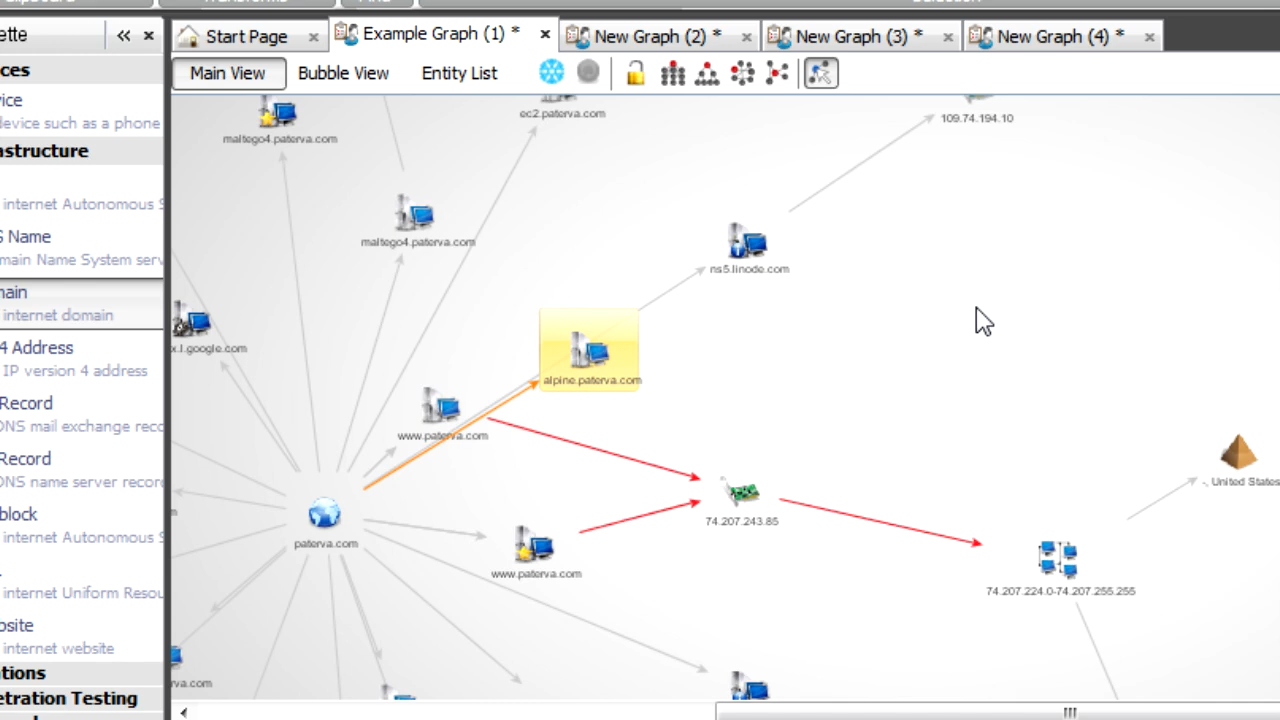 Start Page
Example Graph (1) *
New Graph (2) *
New Graph (3) *
New Graph (4) *
Main View
Bubble View
Entity List
ette
ces
vice
device such as a phone
astructure
internet Autonomous S
S Name
main Name System serv
main
internet domain
4 Address
IP version 4 address
Record
DNS mail exchange reco
Record
DNS name server record
block
internet Autonomous S
internet Uniform Resou
bsite
internet website
tions
etration Testing
maltego4.paterva.com
ec2.paterva.com
109.74.194.10
maltego4.paterva.com
ns5.linode.com
x.l.google.com
alpine.paterva.com
www.paterva.com
-, United States
74.207.243.85
paterva.com
www.paterva.com
74.207.224.0-74.207.255.255
rva.com